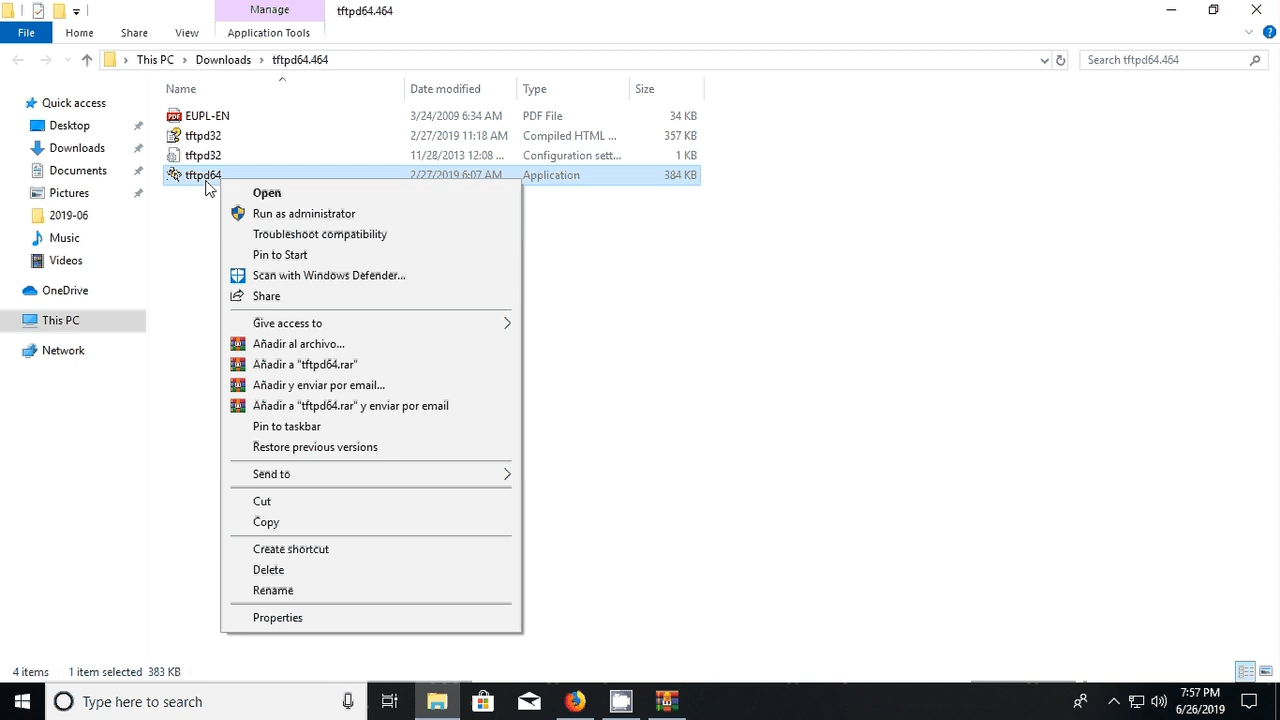 Manage
tftpd64.464
File
Home
Share
View
Application Tools
This PC
Downloads
tftpd64.464
Search tftpd64.464
Name
Date modified
Type
Size
Quick access
Desktop
Downloads
Documents
Pictures
2019-06
Music
Videos
OneDrive
This PC
Network
EUPL-EN 3/24/2009 6:34 AM PDF File 34 KB
tftpd32 2/27/2019 11:18 AM Compiled HTML ... 357 KB
tftpd32 11/28/2013 12:08 ... Configuration sett... 1 KB
tftpd64 2/27/2019 6:07 AM Application 384 KB
Open
Run as administrator
Troubleshoot compatibility
Pin to Start
Scan with Windows Defender...
Share
Give access to
Añadir al archivo...
Añadir a "tftpd64.rar"
Añadir y enviar por email...
Añadir a "tftpd64.rar" y enviar por email
Pin to taskbar
Restore previous versions
Send to
Cut
Copy
Create shortcut
Delete
Rename
Properties
4 items
1 item selected 383 KB
Type here to search
7:57 PM
6/26/2019